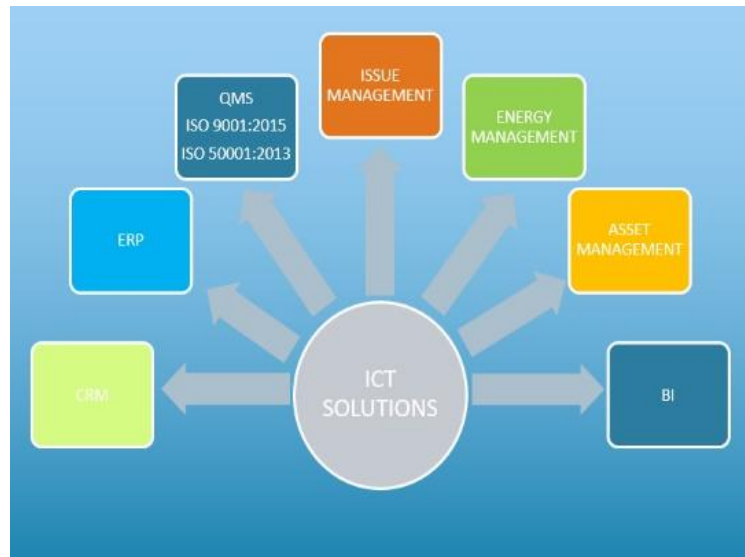 ISSUE
MANAGEMENT
QMS
ISO 9001:2015
ISO 50001:2013
ENERGY
MANAGEMENT
ERP
ASSET
MANAGEMENT
CRM
ICT
SOLUTIONS
BI